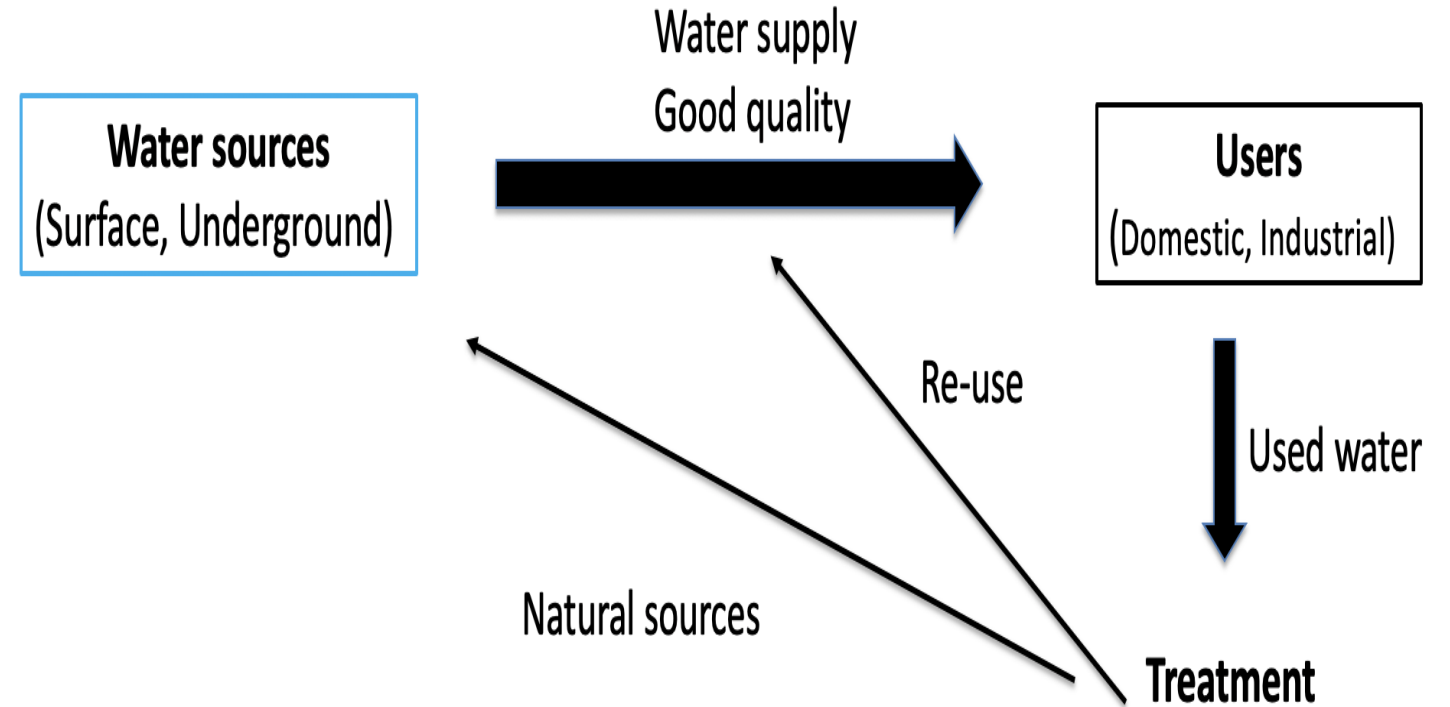 Water supply
Good quality
Water sources
(Surface, Underground)
Users
(Domestic, Industrial)
Re-use
Used water
Natural sources
Treatment